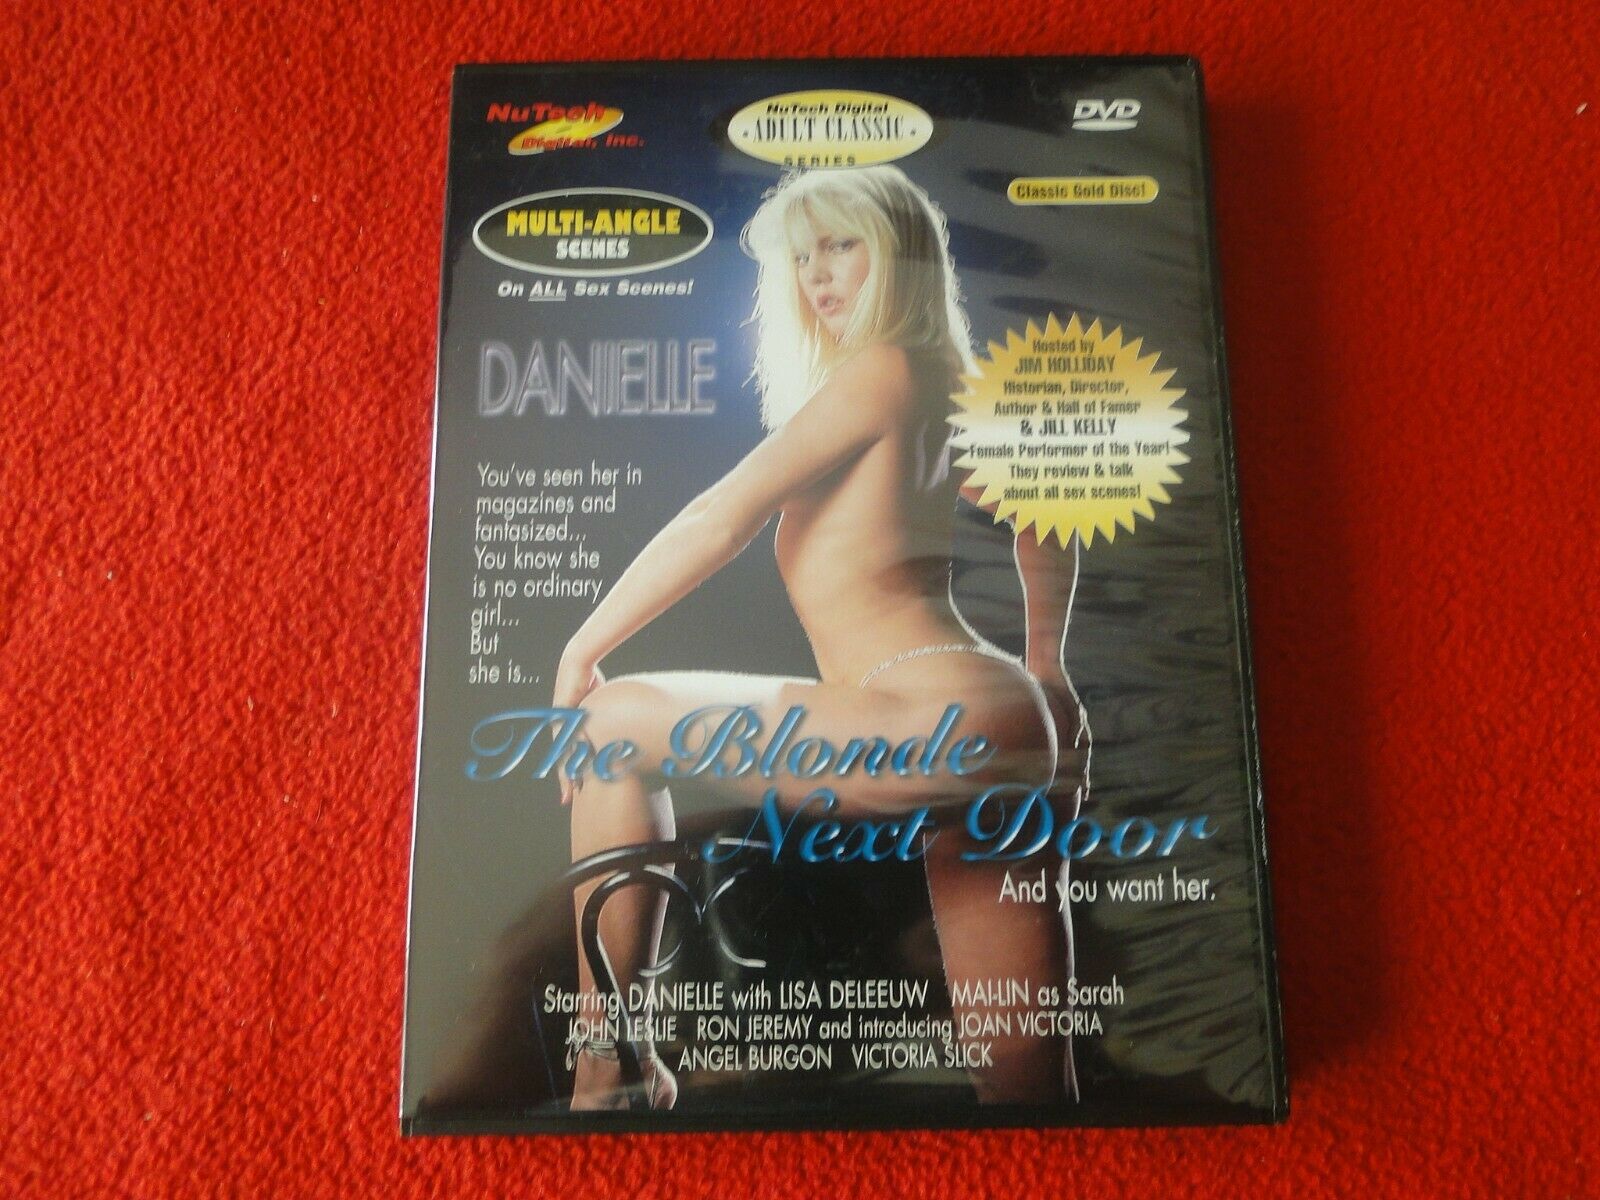 NuTech
Digital, Inc.
NuTech Digital
• ADULT CLASSIC •
SERIES
DVD
Classic Gold Disc!
MULTI-ANGLE
SCENES
On ALL Sex Scenes!
DANIELLE
Hosted by
JIM HOLLIDAY
Historian, Director,
Author & Hall of Famer
& JILL KELLY
Female Performer of the Year!
They review & talk
about all sex scenes!
You've seen her in
magazines and
fantasized...
You know she
is no ordinary
girl...
But
she is...
The Blonde
Next Door
And you want her.
Starring DANIELLE with LISA DELEEUW MAI-LIN as Sarah
JOHN LESLIE RON JEREMY and introducing JOAN VICTORIA
ANGEL BURGON VICTORIA SLICK